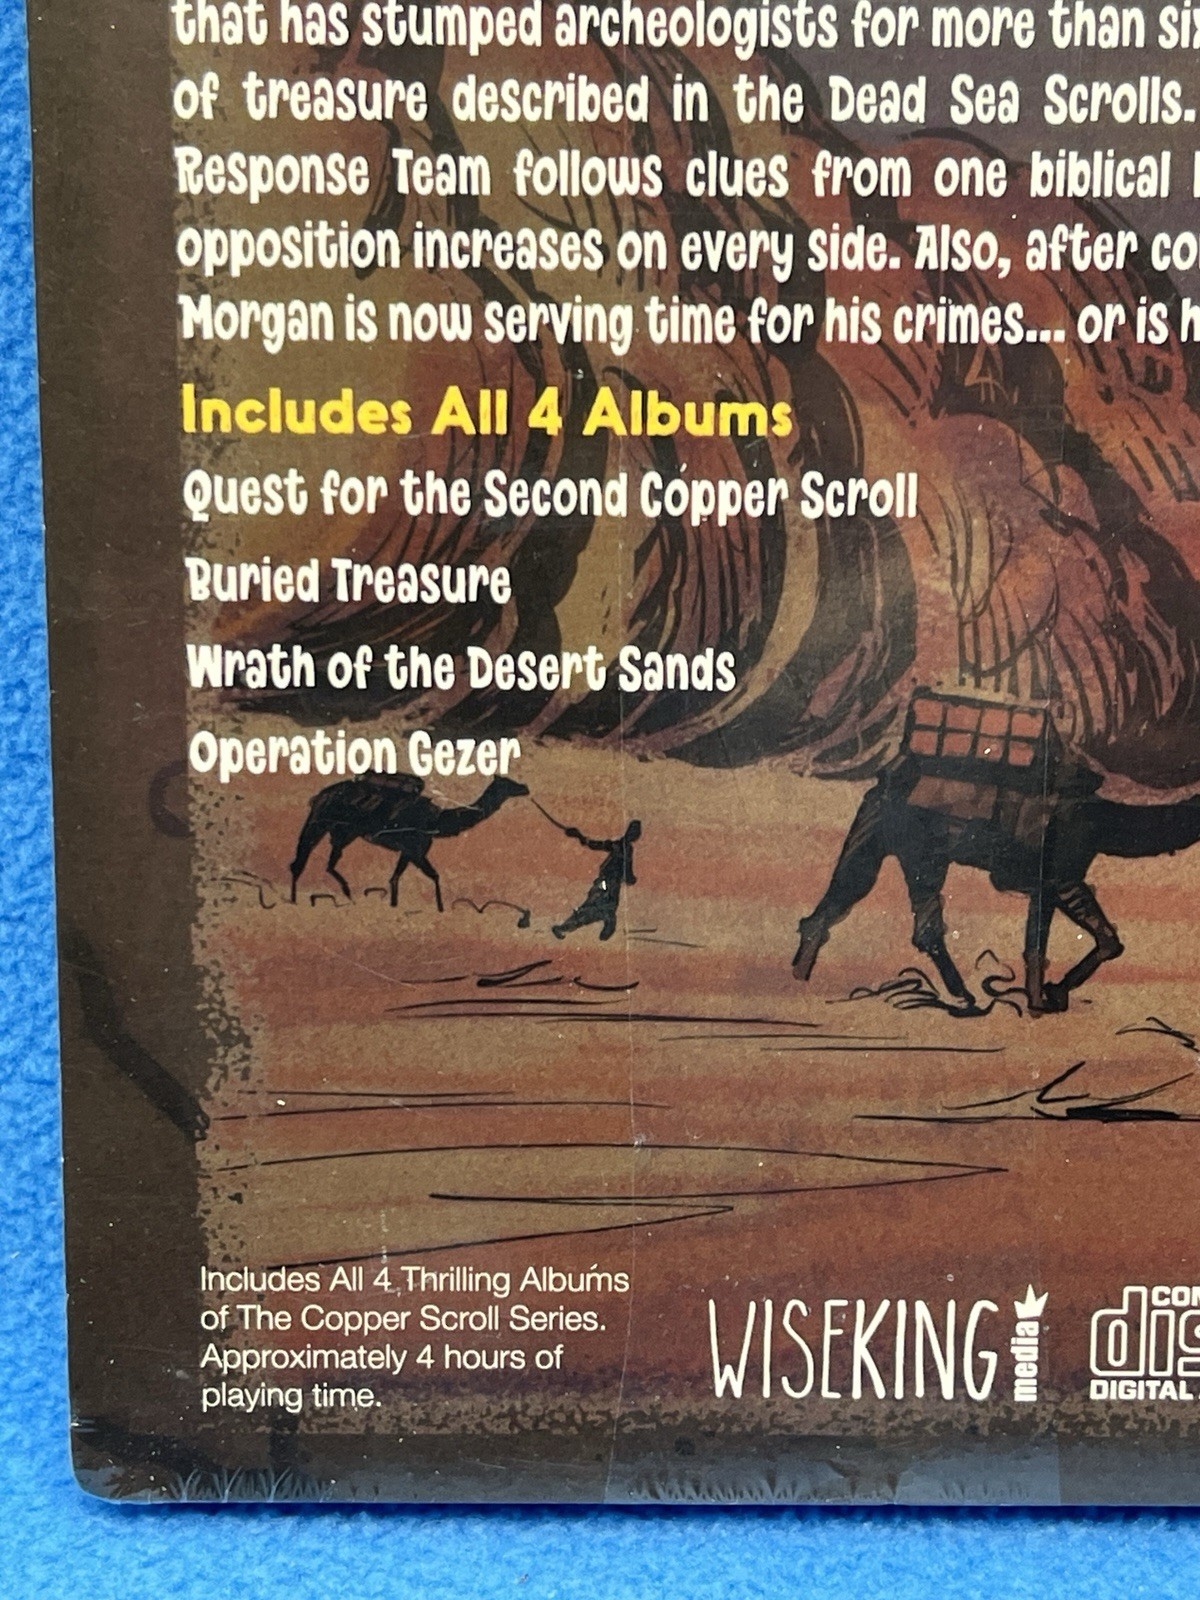 that has stumped archeologists for more than
of treasure described in the Dead Sea Scrolls.
Response Team follows clues from one biblical
opposition increases on every side. Also, after
Morgan is now serving time for his crimes... or is
Includes All 4 Albums
Quest for the Second Copper Scroll
Buried Treasure
Wrath of the Desert Sands
Operation Gezer
Includes All 4 Thrilling Albums
of The Copper Scroll Series.
Approximately 4 hours of
playing time.
WISEKING
media
DIGITAL